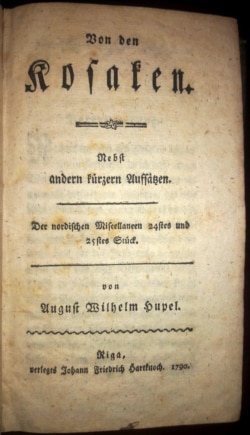 Von den
Kosaken.
Nebst
andern kürzern Aufsätzen.
Der nordischen Miscellaneen 24stes und
25stes Stück.
von
August Wilhelm Hupel.
Riga,
verlegts Johann Friedrich Hartknoch. 1790.